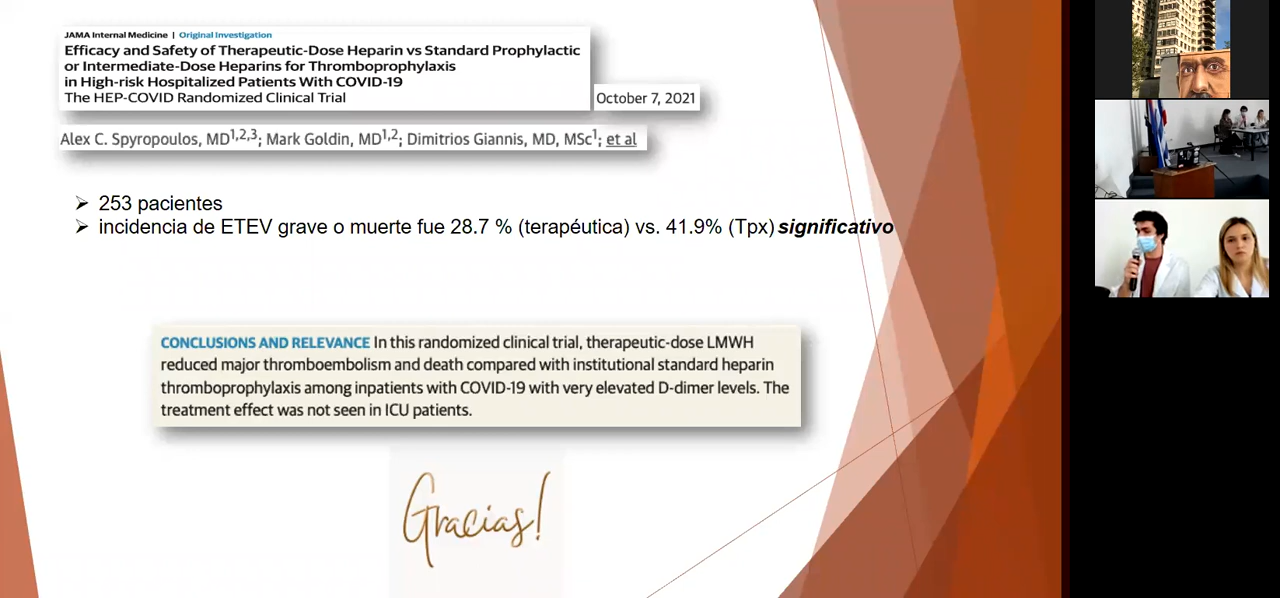 JAMA Internal Medicine | Original Investigation
Efficacy and Safety of Therapeutic-Dose Heparin vs Standard Prophylactic
or Intermediate-Dose Heparins for Thromboprophylaxis
in High-risk Hospitalized Patients With COVID-19
The HEP-COVID Randomized Clinical Trial
October 7, 2021
Alex C. Spyropoulos, MD1,2,3; Mark Goldin, MD1,2; Dimitrios Giannis, MD, MSc1; et al
➢ 253 pacientes
➢ incidencia de ETEV grave o muerte fue 28.7 % (terapéutica) vs. 41.9% (Tpx) significativo
CONCLUSIONS AND RELEVANCE In this randomized clinical trial, therapeutic-dose LMWH
reduced major thromboembolism and death compared with institutional standard heparin
thromboprophylaxis among inpatients with COVID-19 with very elevated D-dimer levels. The
treatment effect was not seen in ICU patients.
Gracias!